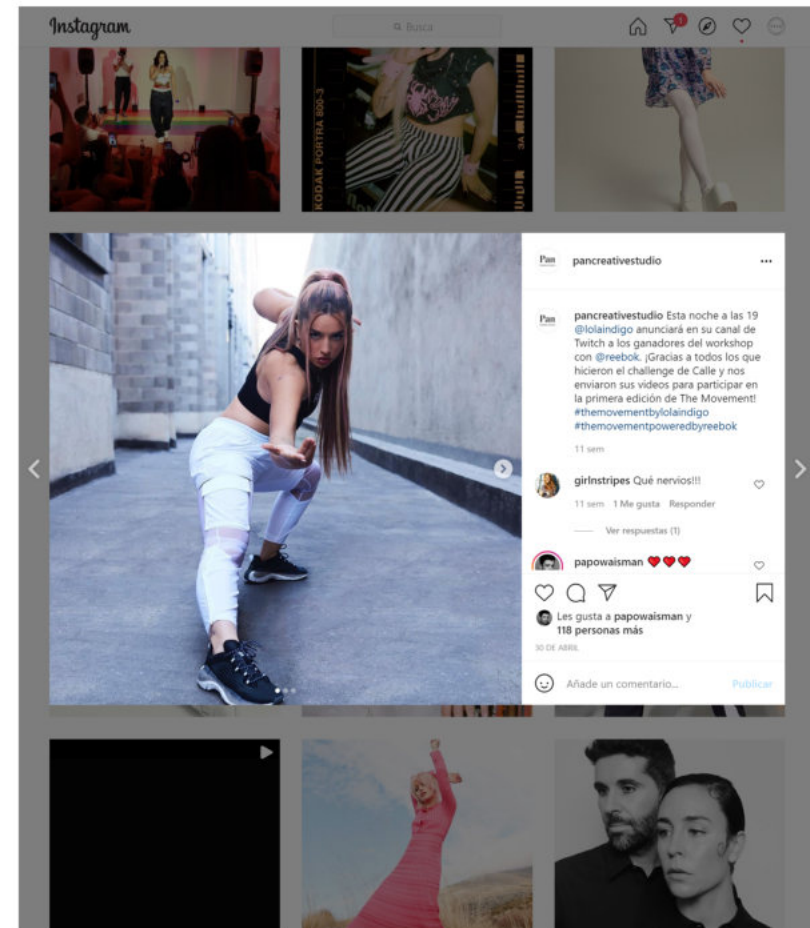 Instagram
Busca
1
KODAK PORTRA 800-3
3A
Pan
pancreativestudio
Pan
pancreativestudio Esta noche a las 19
@lolaindigo anunciará en su canal de
Twitch a los ganadores del workshop
con @reebok. ¡Gracias a todos los que
hicieron el challenge de Calle y nos
enviaron sus videos para participar en
la primera edición de The Movement!
#themovementbylolaindigo
#themovementpoweredbyreebok
11 sem
girlnstripes Qué nervios!!!
11 sem 1 Me gusta Responder
Ver respuestas (1)
papowaisman ❤❤❤
Les gusta a papowaisman y
118 personas más
30 DE ABRIL
Añade un comentario... Publicar